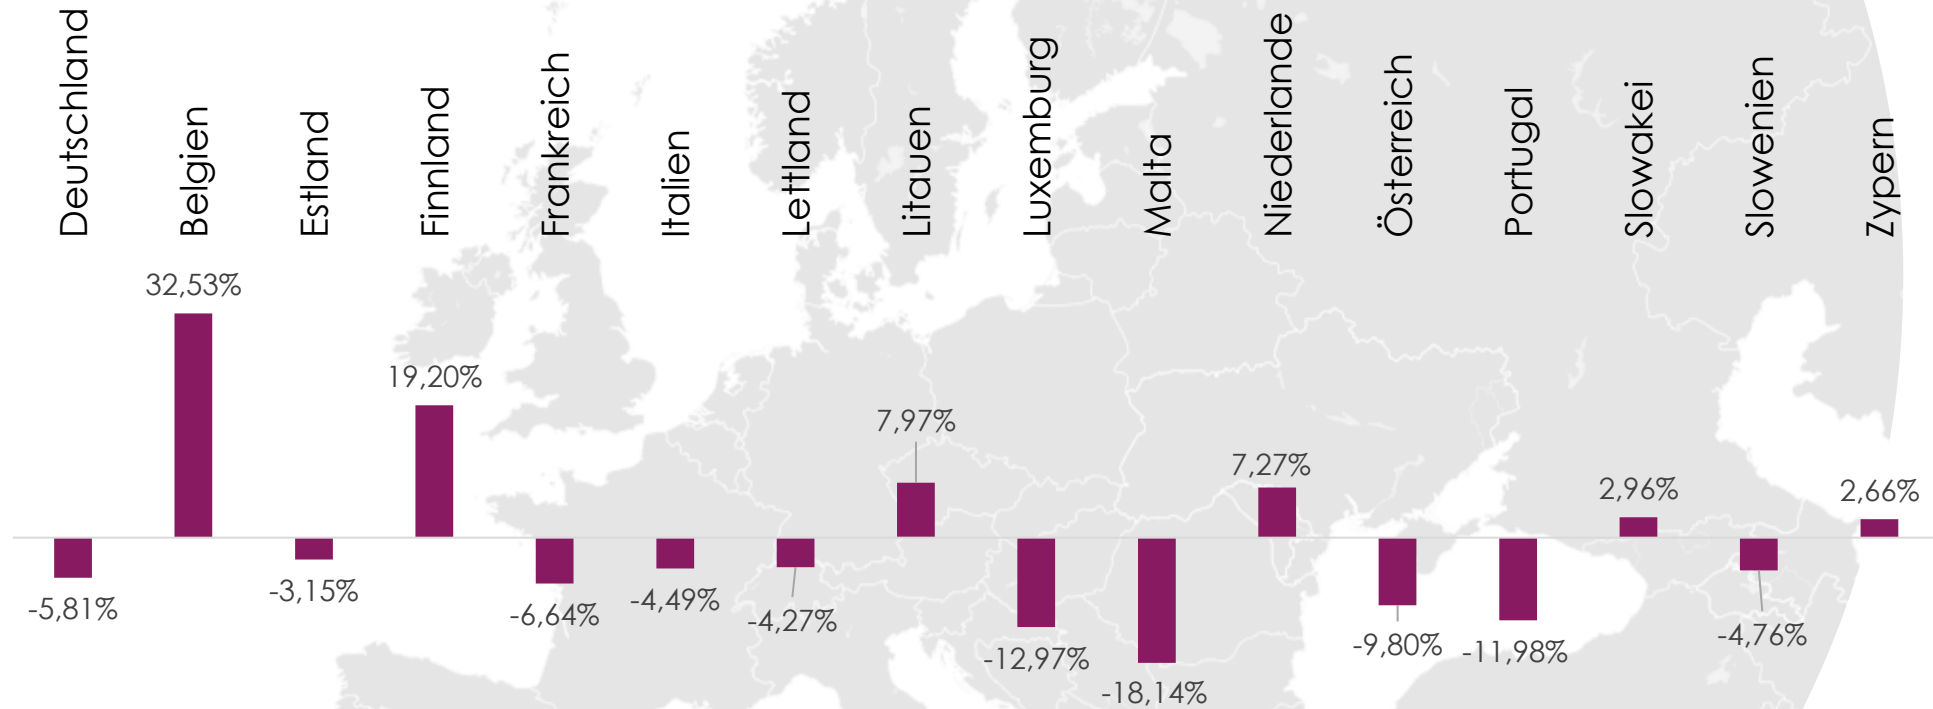 Deutschland
Belgien
Estland
Finnland
Frankreich
Italien
Lettland
Litauen
Luxemburg
Malta
Niederlande
Österreich
Portugal
Slowakei
Slowenien
Zypern
-5,81%
32,53%
-3,15%
19,20%
-6,64%
-4,49%
-4,27%
7,97%
-12,97%
-18,14%
7,27%
-9,80%
-11,98%
2,96%
-4,76%
2,66%